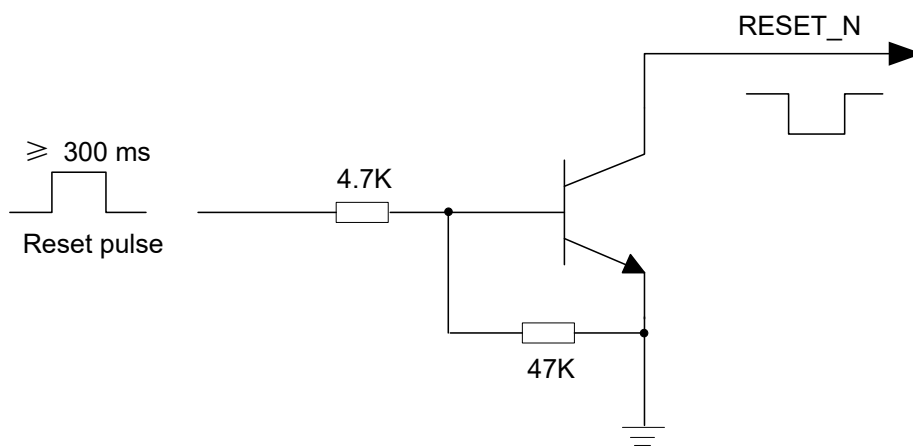 RESET_N
≥ 300 ms
4.7K
Reset pulse
47K